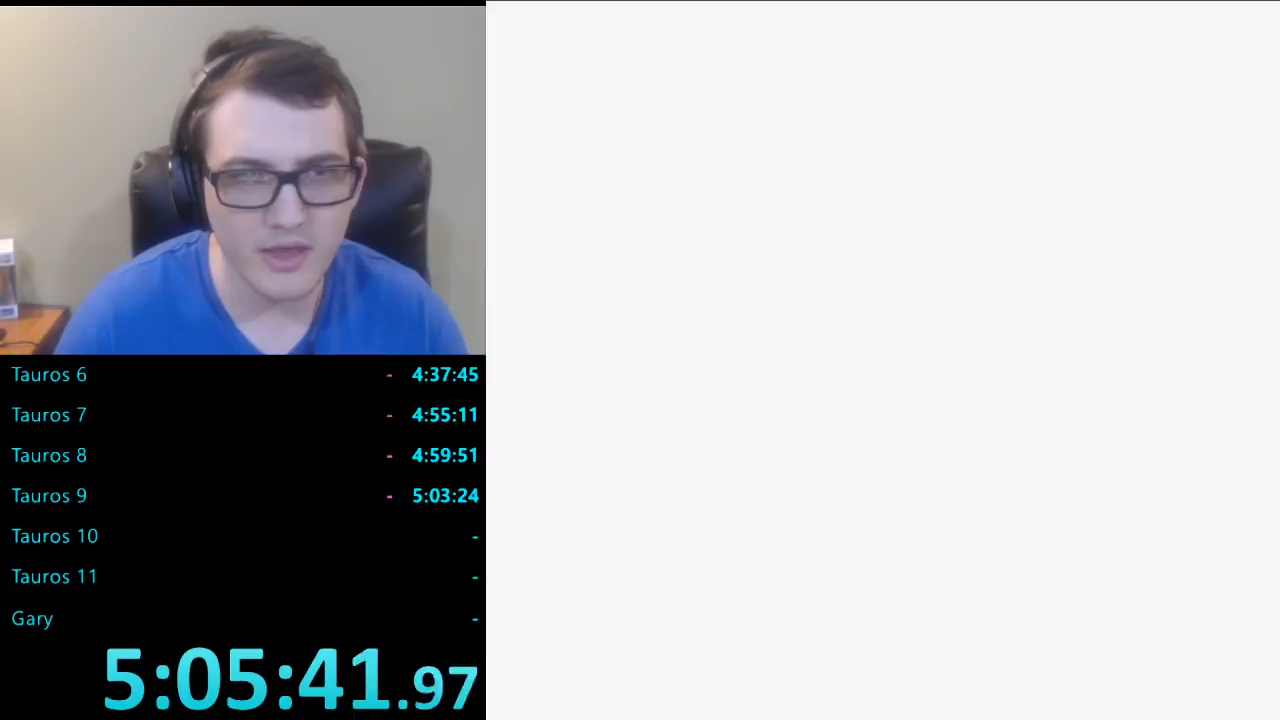 Tauros 6 - 4:37:45
Tauros 7 - 4:55:11
Tauros 8 - 4:59:51
Tauros 9 - 5:03:24
Tauros 10 -
Tauros 11 -
Gary -
5:05:41.97